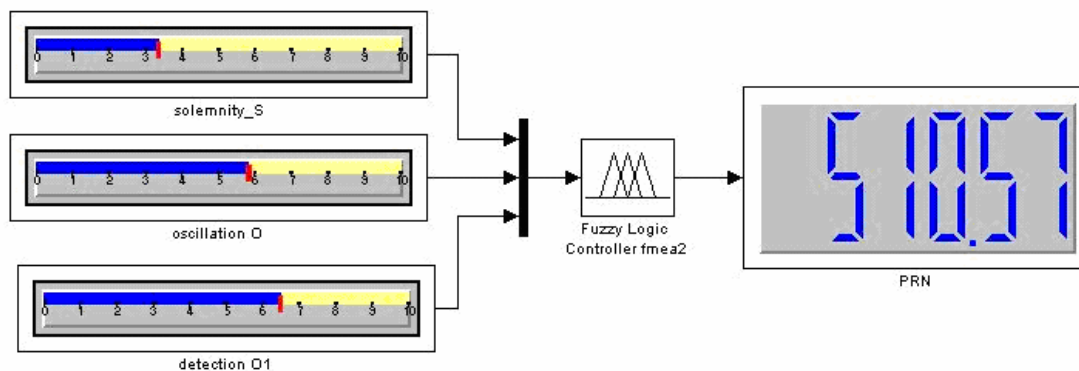 0 1 2 3 4 5 6 7 8 9 10
solemnity_S
0 1 2 3 4 5 6 7 8 9 10
oscillation O
0 1 2 3 4 5 6 7 8 9 10
detection O1
Fuzzy Logic
Controller fmea2
510.57
PRN